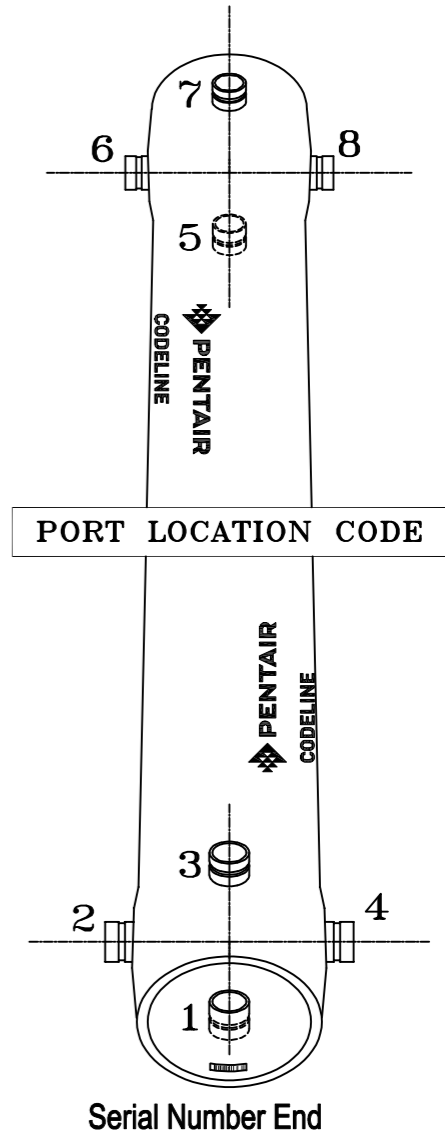 7
6
8
5
CODELINE
PENTAIR
PORT LOCATION CODE
PENTAIR
CODELINE
3
2
4
1
Serial Number End